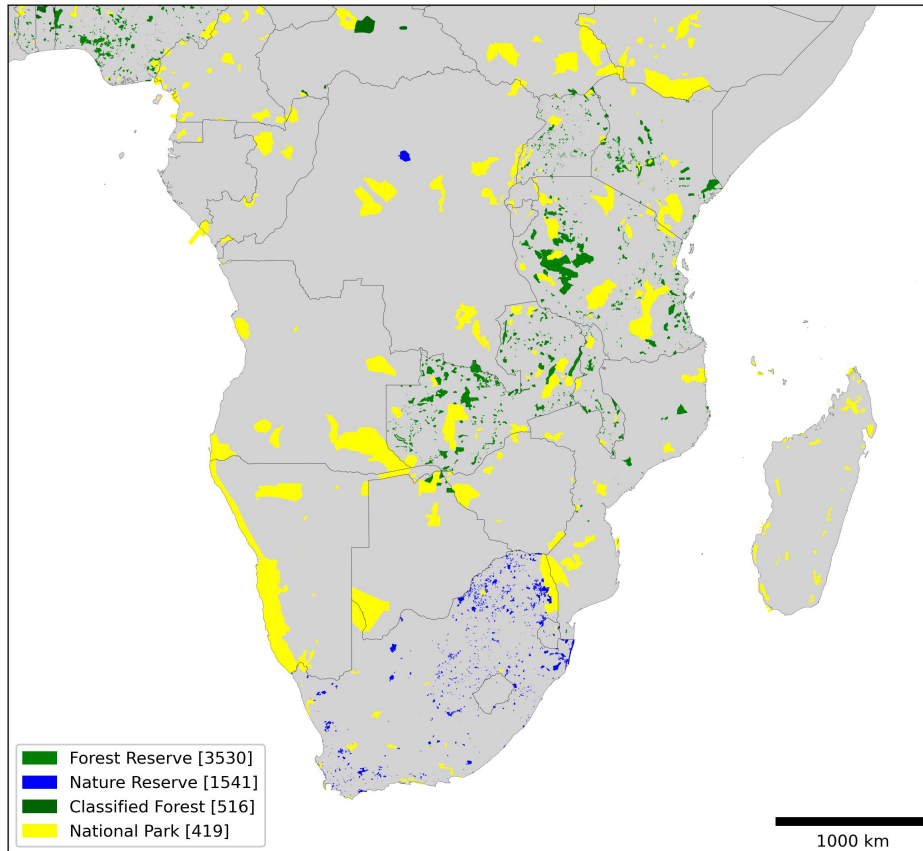 Forest Reserve [3530]
Nature Reserve [1541]
Classified Forest [516]
National Park [419]
1000 km